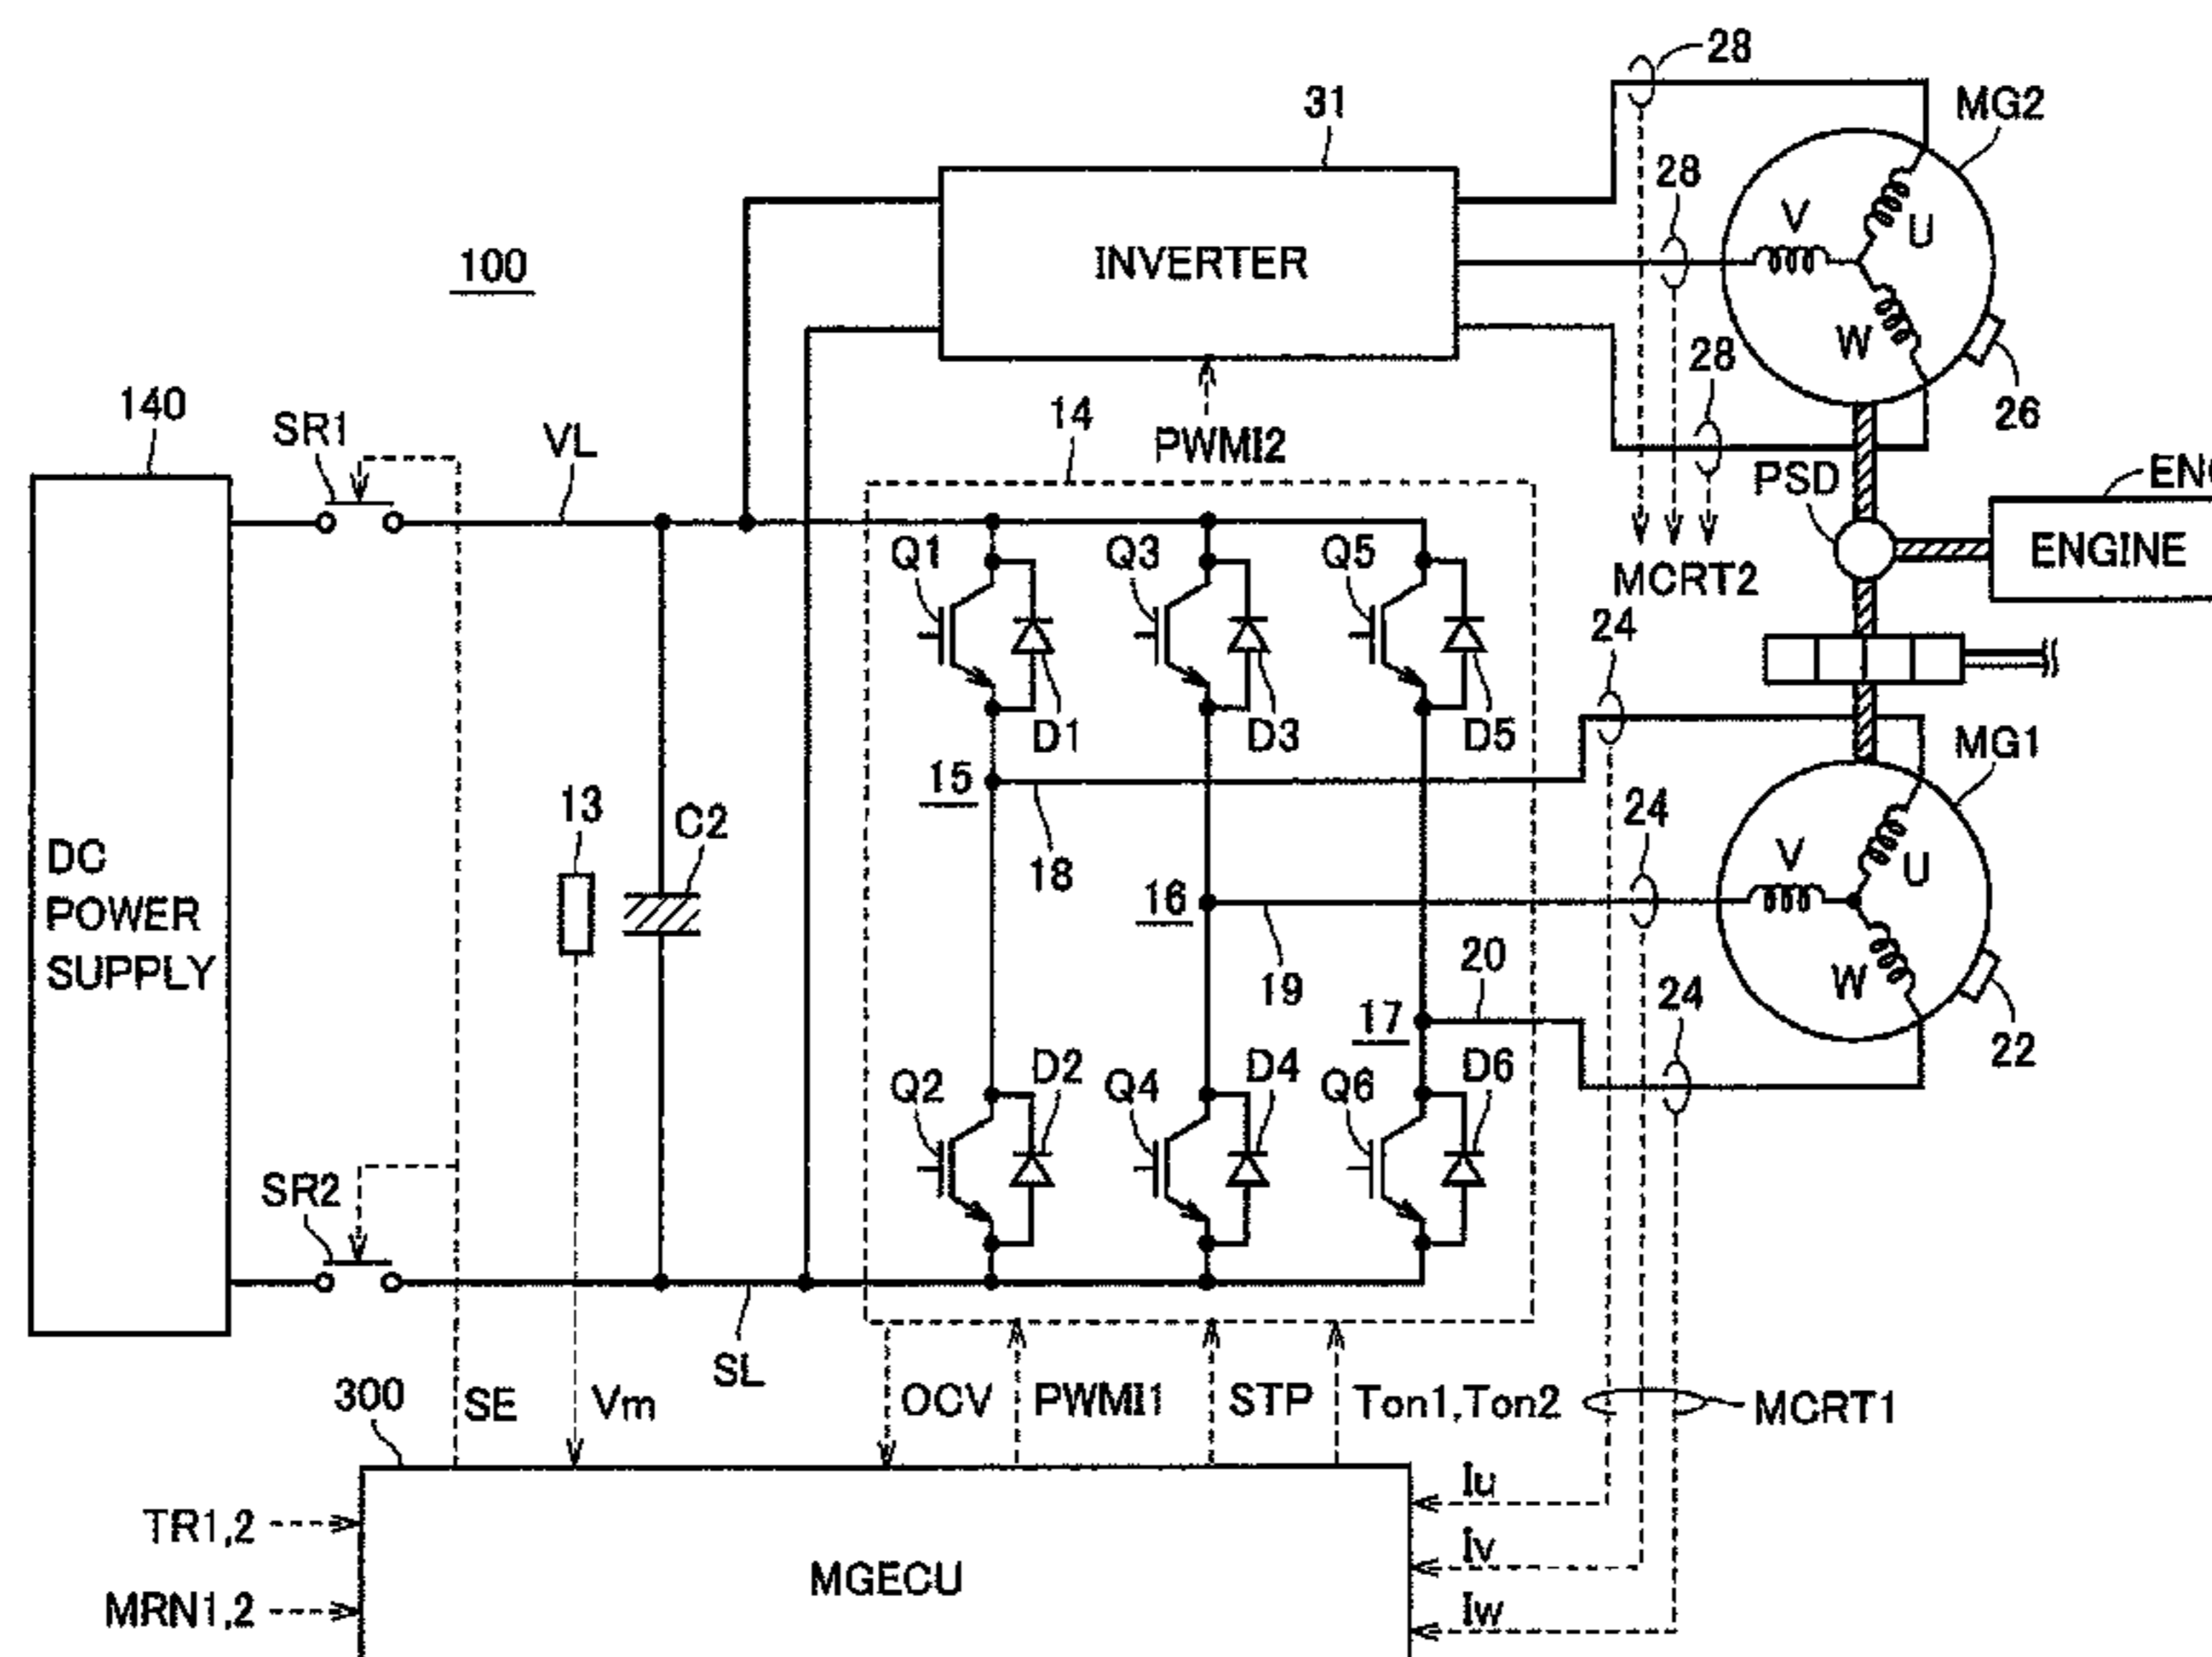 28
31
MG2
28
V
U
100
INVERTER
W
28
140
14
26
SR1
VL
PWMI2
PSD
EN
Q1
Q3
Q5
ENGINE
MCRT2
24
D1
D3
D5
MG1
15
13
C2
24
V
U
DC
POWER
SUPPLY
18
16
19
20
24
W
17
22
Q2
D2
Q4
D4
Q6
D6
SR2
SL
300
SE
Vm
OCV
PWMI1
STP
Ton1,Ton2
MCRT1
Iu
TR1,2
Iv
MGECU
MRN1,2
Iw